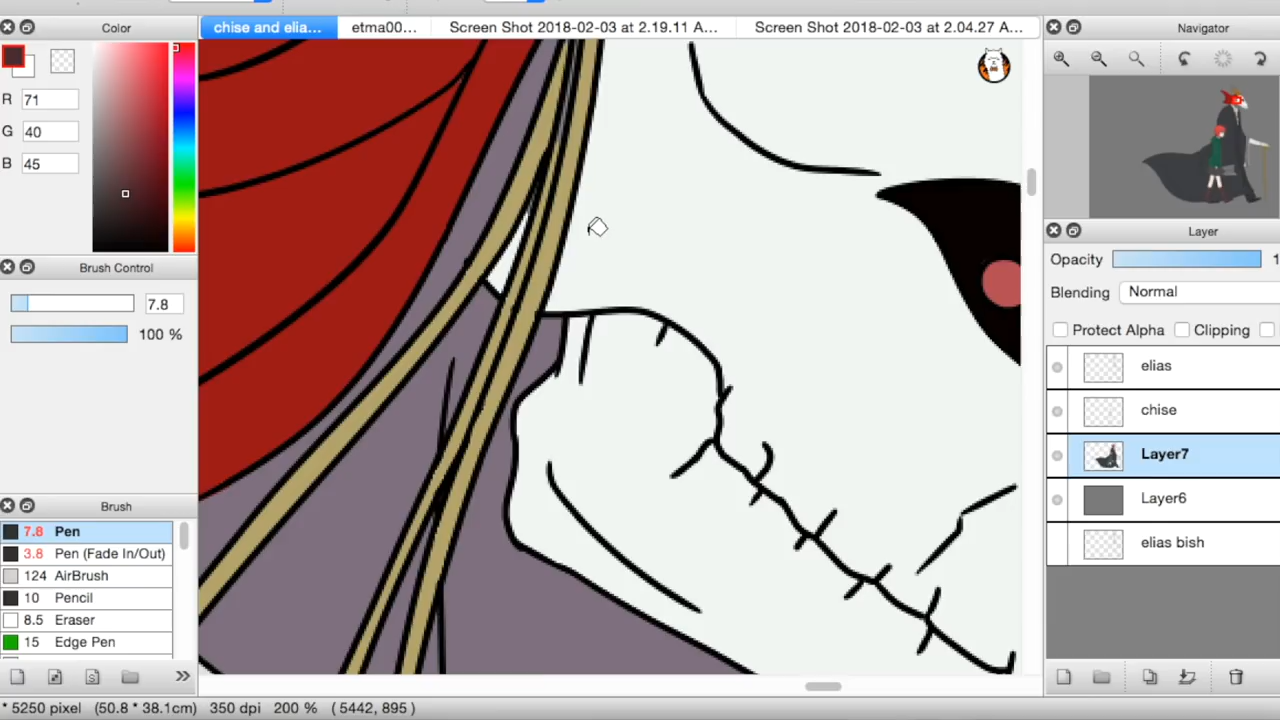 Color
chise and elia...
etma00...
Screen Shot 2018-02-03 at 2.19.11 A...
Screen Shot 2018-02-03 at 2.04.27 A...
Navigator
R 71
G 40
B 45
Brush Control
7.8
100 %
Brush
7.8 Pen
3.8 Pen (Fade In/Out)
124 AirBrush
10 Pencil
8.5 Eraser
15 Edge Pen
Layer
Opacity 1
Blending Normal
Protect Alpha Clipping
elias
chise
Layer7
Layer6
elias bish
* 5250 pixel (50.8 * 38.1cm) 350 dpi 200 % ( 5442, 895 )